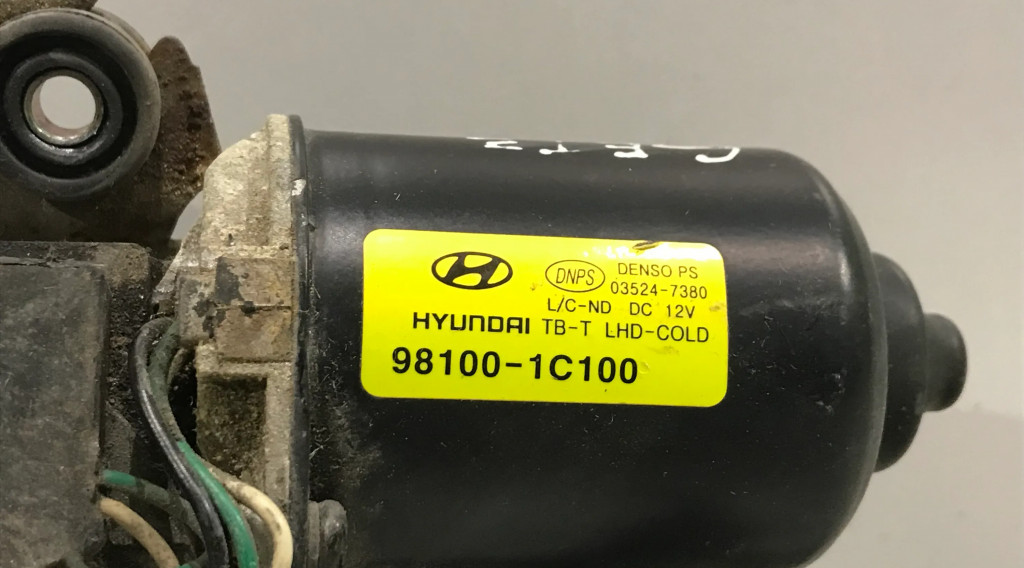 DNPS DENSO PS
03524-7380
L/C-ND DC 12V
HYUNDAI TB-T LHD-COLD
98100-1C100